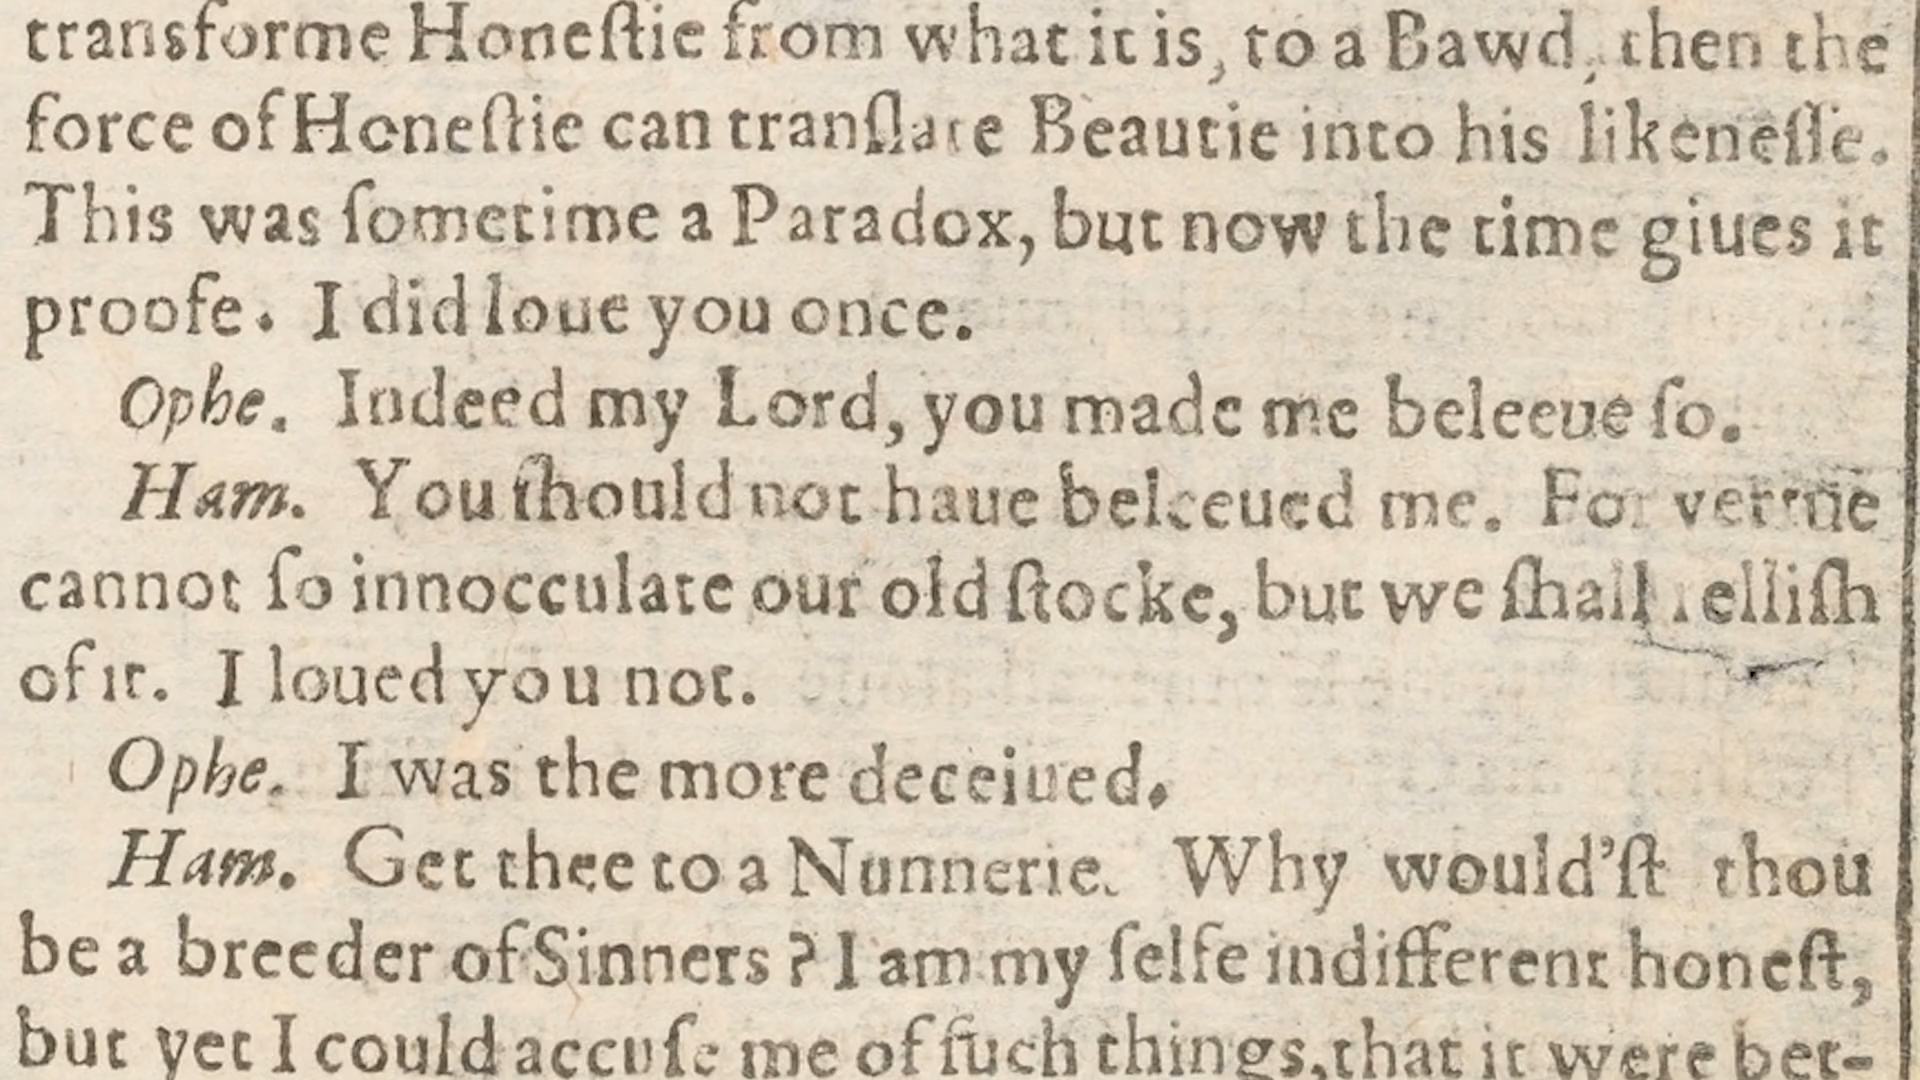 transforme Honeſtie from what it is, to a Bawd, then the
force of Honeſtie can tranſlate Beautie into his likeneſſe.
This was ſometime a Paradox, but now the time giues it
proofe. I did loue you once.
Ophe. Indeed my Lord, you made me beleeue ſo.
Ham. You ſhould not haue beleeued me. For vertue
cannot ſo innocculate our old ſtocke, but we ſhall relliſh
of it. I loued you not.
Ophe. I was the more deceiued.
Ham. Get thee to a Nunnerie. Why would'ſt thou
be a breeder of Sinners? I am my ſelfe indifferent honeſt,
but yet I could accuſe me of ſuch things, that it were bet-